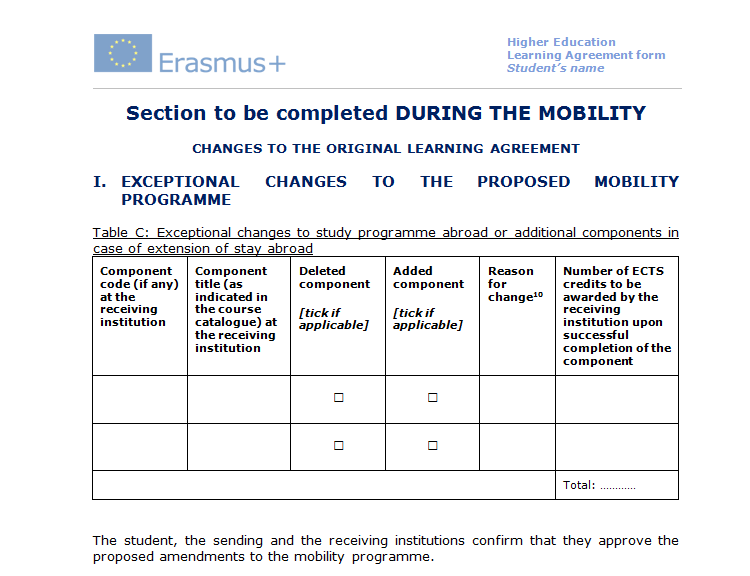 Erasmus+
Higher Education
Learning Agreement form
Student's name
Section to be completed DURING THE MOBILITY
CHANGES TO THE ORIGINAL LEARNING AGREEMENT
I. EXCEPTIONAL CHANGES TO THE PROPOSED MOBILITY
PROGRAMME
Table C: Exceptional changes to study programme abroad or additional components in
case of extension of stay abroad
Component
code (if any)
at the
receiving
institution
Component
title (as
indicated in
the course
catalogue) at
the receiving
institution
Deleted
component
[tick if
applicable]
Added
component
[tick if
applicable]
Reason
for
change10
Number of ECTS
credits to be
awarded by the
receiving
institution upon
successful
completion of the
component
☐ ☐
☐ ☐
Total: …………
The student, the sending and the receiving institutions confirm that they approve the
proposed amendments to the mobility programme.